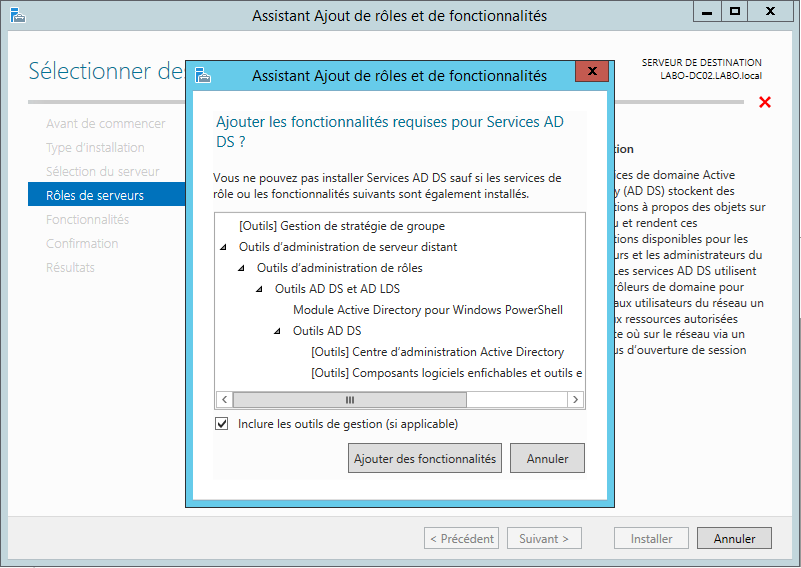 Assistant Ajout de rôles et de fonctionnalités
Sélectionner des
SERVEUR DE DESTINATION
LABO-DC02.LABO.local
Avant de commencer
Type d'installation
Sélection du serveur
Rôles de serveurs
Fonctionnalités
Confirmation
Résultats
Assistant Ajout de rôles et de fonctionnalités
Ajouter les fonctionnalités requises pour Services AD
DS ?
Vous ne pouvez pas installer Services AD DS sauf si les services de
rôle ou les fonctionnalités suivants sont également installés.
[Outils] Gestion de stratégie de groupe
Outils d'administration de serveur distant
Outils d'administration de rôles
Outils AD DS et AD LDS
Module Active Directory pour Windows PowerShell
Outils AD DS
[Outils] Centre d'administration Active Directory
[Outils] Composants logiciels enfichables et outils e
Inclure les outils de gestion (si applicable)
Ajouter des fonctionnalités
Annuler
tion
ces de domaine Active
y (AD DS) stockent des
tions à propos des objets sur
u et rendent ces
tions disponibles pour les
urs et les administrateurs du
Les services AD DS utilisent
rôleurs de domaine pour
aux utilisateurs du réseau un
ux ressources autorisées
te où sur le réseau via un
us d'ouverture de session
< Précédent
Suivant >
Installer
Annuler